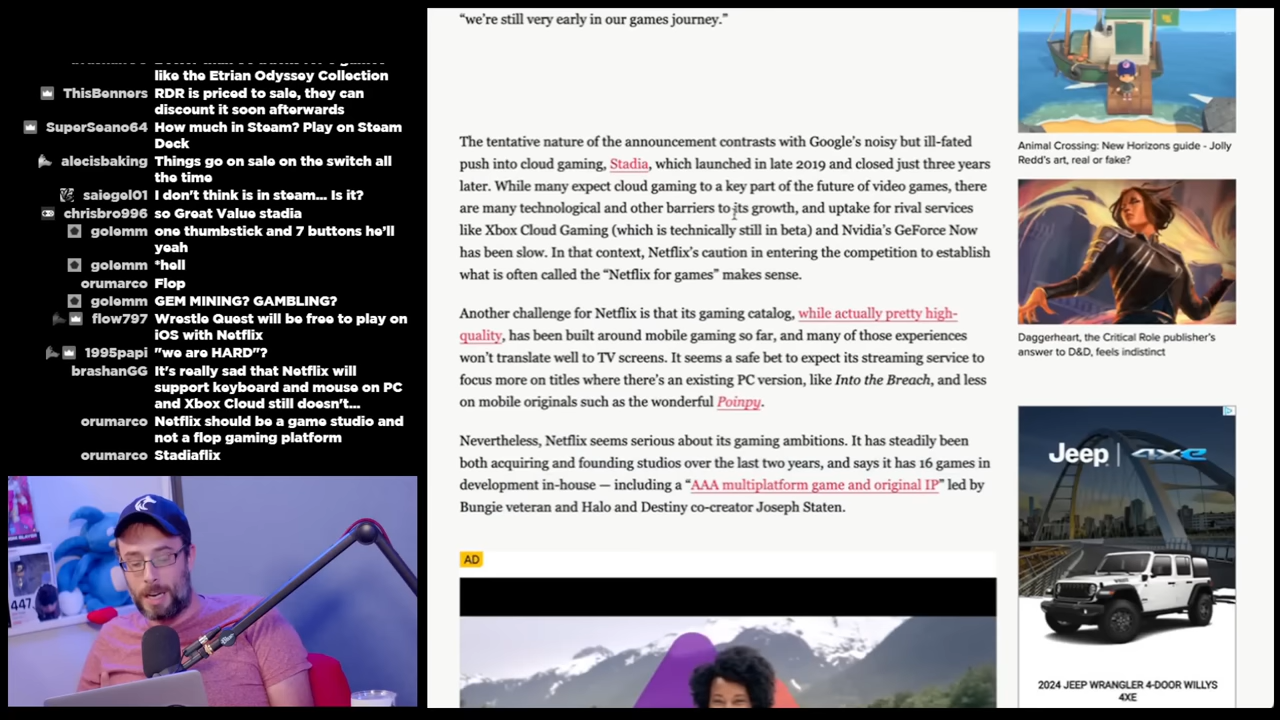 like the Etrian Odyssey Collection
ThisBenners RDR is priced to sale, they can
discount it soon afterwards
SuperSeano64 How much in Steam? Play on Steam
Deck
alecisbaking Things go on sale on the switch all
the time
saiegel01 I don't think is in steam... Is it?
chrisbro996 so Great Value stadia
golemm one thumbstick and 7 buttons he'll
yeah
golemm *hell
orumarco Flop
golemm GEM MINING? GAMBLING?
flow797 Wrestle Quest will be free to play on
iOS with Netflix
1995papi "we are HARD"?
brashanGG It's really sad that Netflix will
support keyboard and mouse on PC
and Xbox Cloud still doesn't...
orumarco Netflix should be a game studio and
not a flop gaming platform
orumarco Stadiaflix
447
“we’re still very early in our games journey.”
The tentative nature of the announcement contrasts with Google’s noisy but ill-fated
push into cloud gaming, Stadia, which launched in late 2019 and closed just three years
later. While many expect cloud gaming to a key part of the future of video games, there
are many technological and other barriers to its growth, and uptake for rival services
like Xbox Cloud Gaming (which is technically still in beta) and Nvidia’s GeForce Now
has been slow. In that context, Netflix’s caution in entering the competition to establish
what is often called the “Netflix for games” makes sense.
Another challenge for Netflix is that its gaming catalog, while actually pretty high-
quality, has been built around mobile gaming so far, and many of those experiences
won’t translate well to TV screens. It seems a safe bet to expect its streaming service to
focus more on titles where there’s an existing PC version, like Into the Breach, and less
on mobile originals such as the wonderful Poinpy.
Nevertheless, Netflix seems serious about its gaming ambitions. It has steadily been
both acquiring and founding studios over the last two years, and says it has 16 games in
development in-house — including a “AAA multiplatform game and original IP” led by
Bungie veteran and Halo and Destiny co-creator Joseph Staten.
AD
Animal Crossing: New Horizons guide - Jolly
Redd’s art, real or fake?
Daggerheart, the Critical Role publisher’s
answer to D&D, feels indistinct
Jeep 4xe
2024 JEEP WRANGLER 4-DOOR WILLYS
4XE